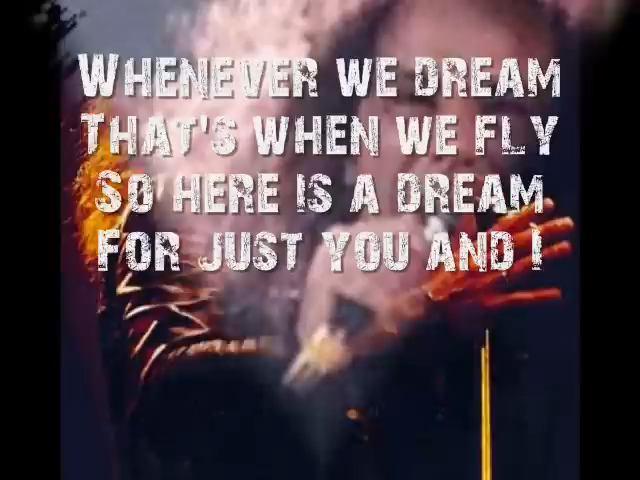 WHENEVER WE DREAM
THAT'S WHEN WE FLY
SO HERE IS A DREAM
FOR JUST YOU AND I